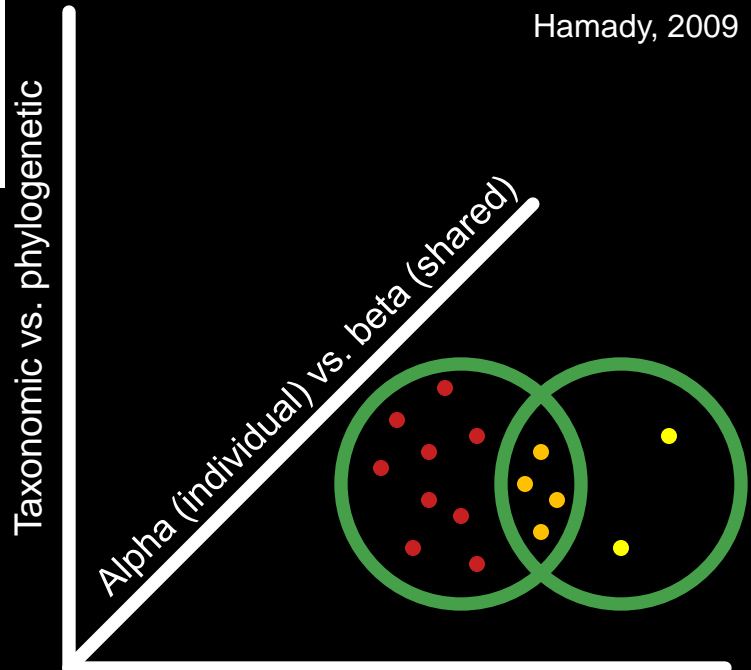 Hamady, 2009
Taxonomic vs. phylogenetic
Alpha (individual) vs. beta (shared)